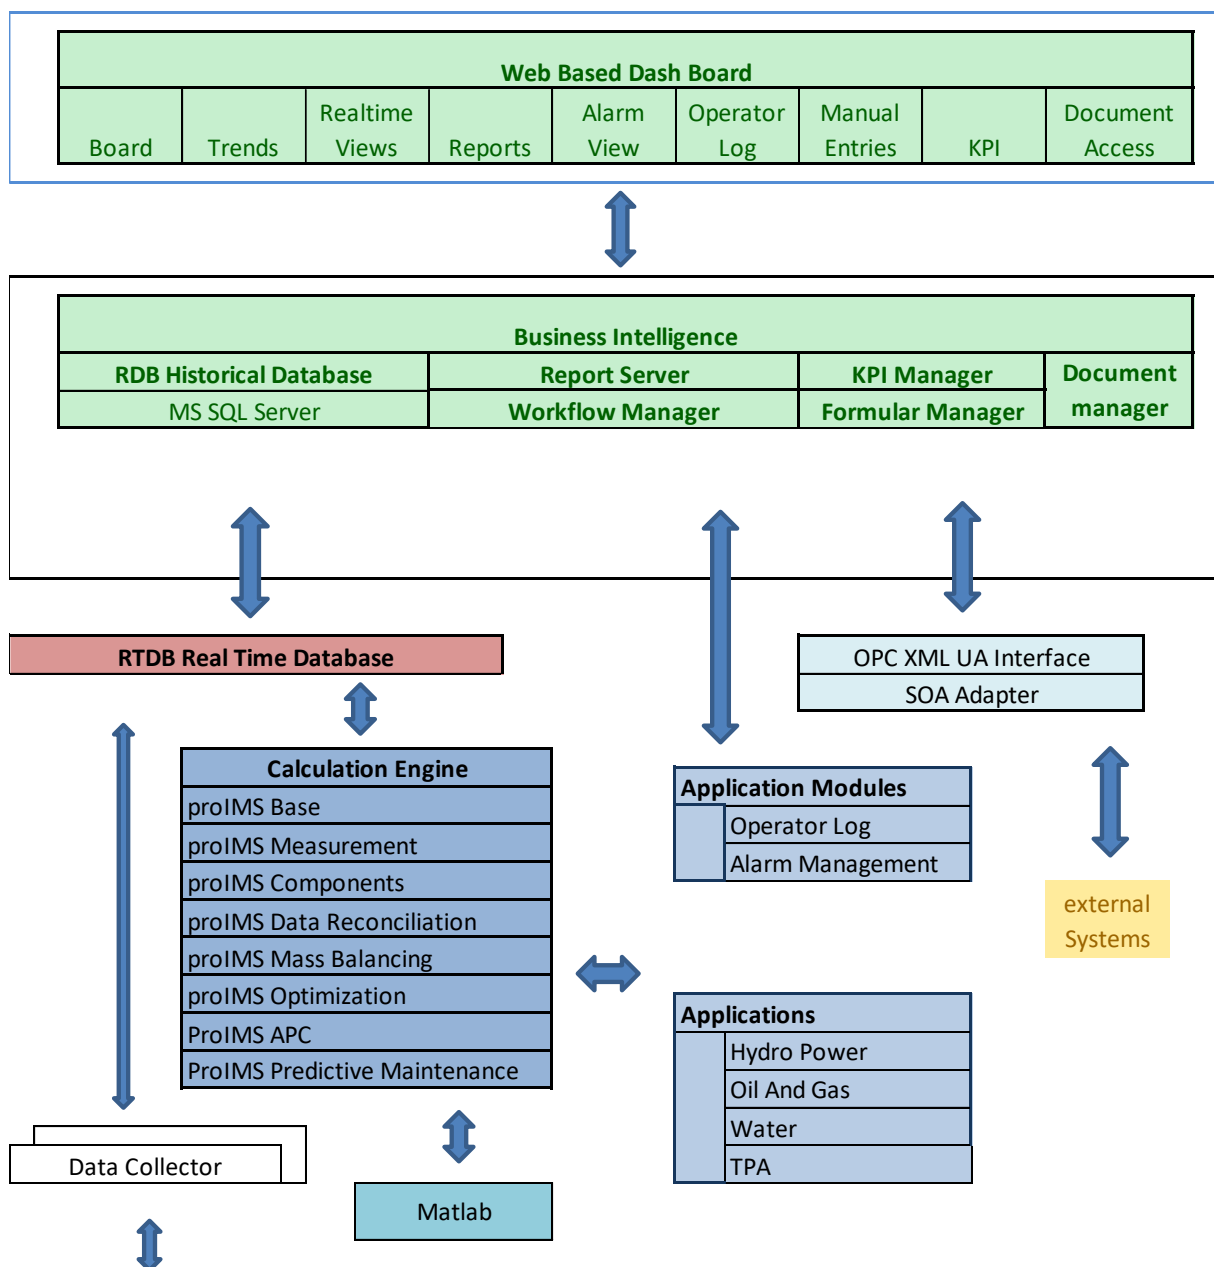 Web Based Dash Board
Board
Trends
Realtime
Views
Reports
Alarm
View
Operator
Log
Manual
Entries
KPI
Document
Access
Business Intelligence
RDB Historical Database
MS SQL Server
Report Server
Workflow Manager
KPI Manager
Formular Manager
Document
manager
RTDB Real Time Database
OPC XML UA Interface
SOA Adapter
Calculation Engine
proIMS Base
proIMS Measurement
proIMS Components
proIMS Data Reconciliation
proIMS Mass Balancing
proIMS Optimization
ProIMS APC
ProIMS Predictive Maintenance
Application Modules
Operator Log
Alarm Management
external
Systems
Applications
Hydro Power
Oil And Gas
Water
TPA
Data Collector
Matlab